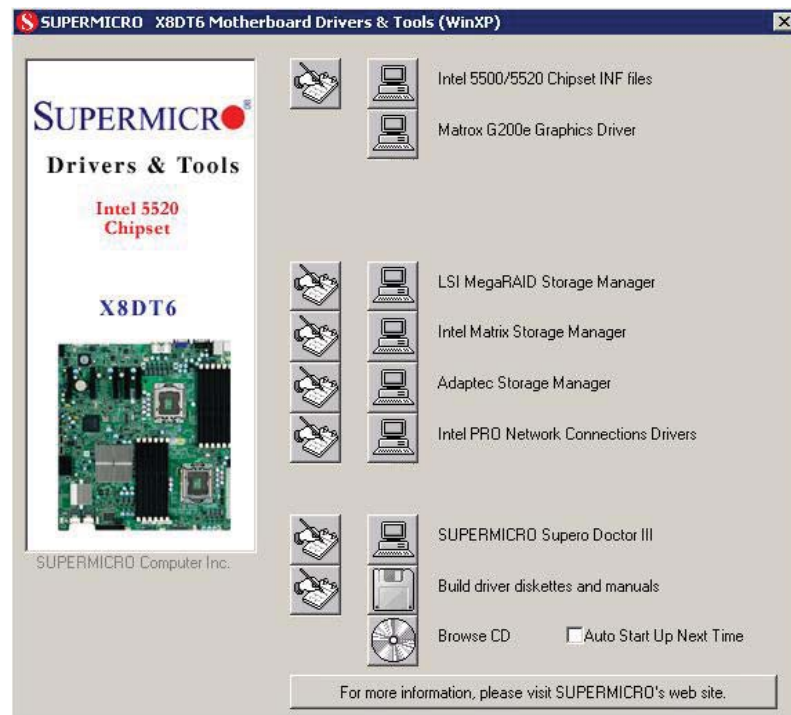 SUPERMICRO X8DT6 Motherboard Drivers & Tools (WinXP)
SUPERMICRO®
Drivers & Tools
Intel 5520
Chipset
X8DT6
SUPERMICRO Computer Inc.
Intel 5500/5520 Chipset INF files
Matrox G200e Graphics Driver
LSI MegaRAID Storage Manager
Intel Matrix Storage Manager
Adaptec Storage Manager
Intel PRO Network Connections Drivers
SUPERMICRO Supero Doctor III
Build driver diskettes and manuals
Browse CD Auto Start Up Next Time
For more information, please visit SUPERMICRO's web site.